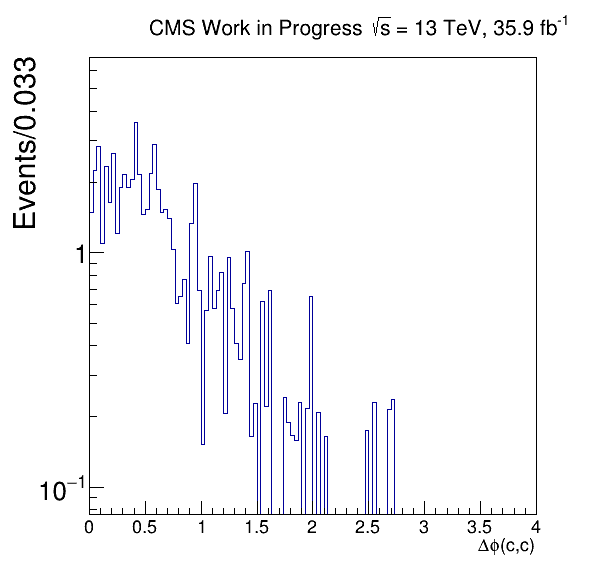 CMS Work in Progress √s = 13 TeV, 35.9 fb⁻¹
Events/0.033
1
10⁻¹
0 0.5 1 1.5 2 2.5 3 3.5 4
Δϕ(c,c)